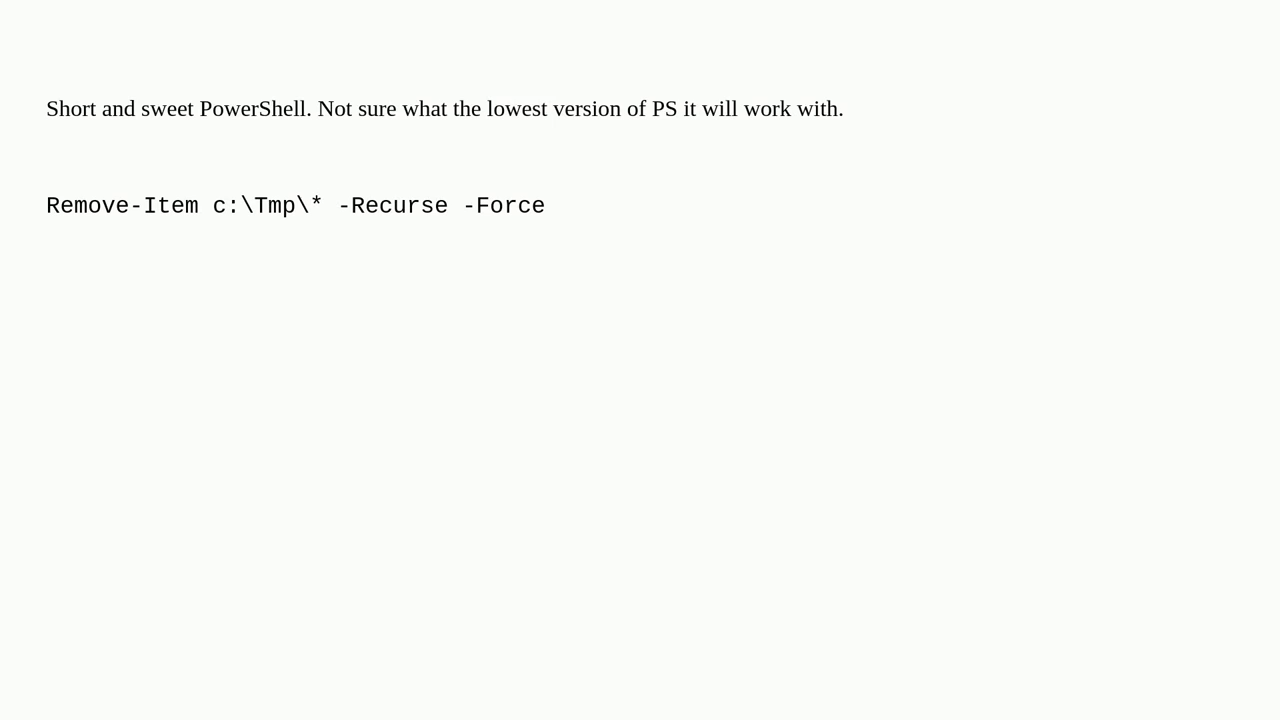 Short and sweet PowerShell. Not sure what the lowest version of PS it will work with.
Remove-Item c:\Tmp\* -Recurse -Force